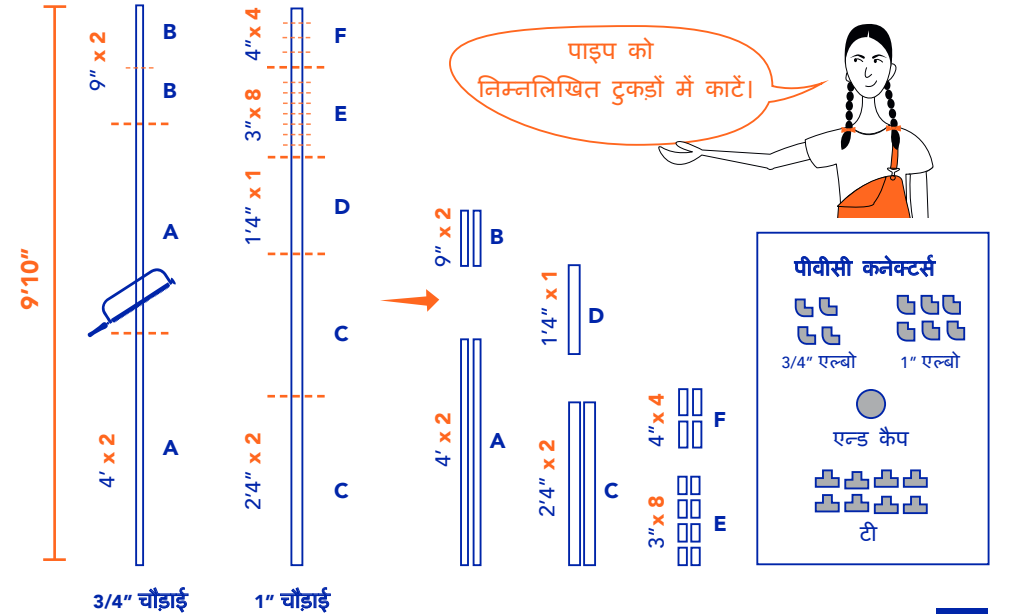 पाइप को
निम्नलिखित टुकड़ों में काटें।
9'10"
9" x 2
B
B
A
4' x 2
A
3/4" चौड़ाई
4" x 4
F
3" x 8
E
1'4" x 1
D
C
2'4" x 2
C
1" चौड़ाई
9" x 2
B
4' x 2
A
1'4" x 1
D
2'4" x 2
C
4" x 4
F
3" x 8
E
पीवीसी कनेक्टर्स
3/4" एल्बो
1" एल्बो
एन्ड कैप
टी